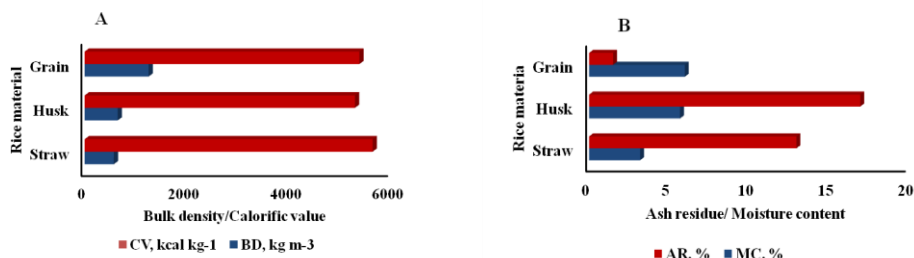 A
Rice material
Grain
Husk
Straw
0 2000 4000 6000
Bulk density/Calorific value
CV, kcal kg-1 BD, kg m-3
B
Rice materia
Grain
Husk
Straw
0 5 10 15 20
Ash residue/ Moisture content
AR, % MC, %